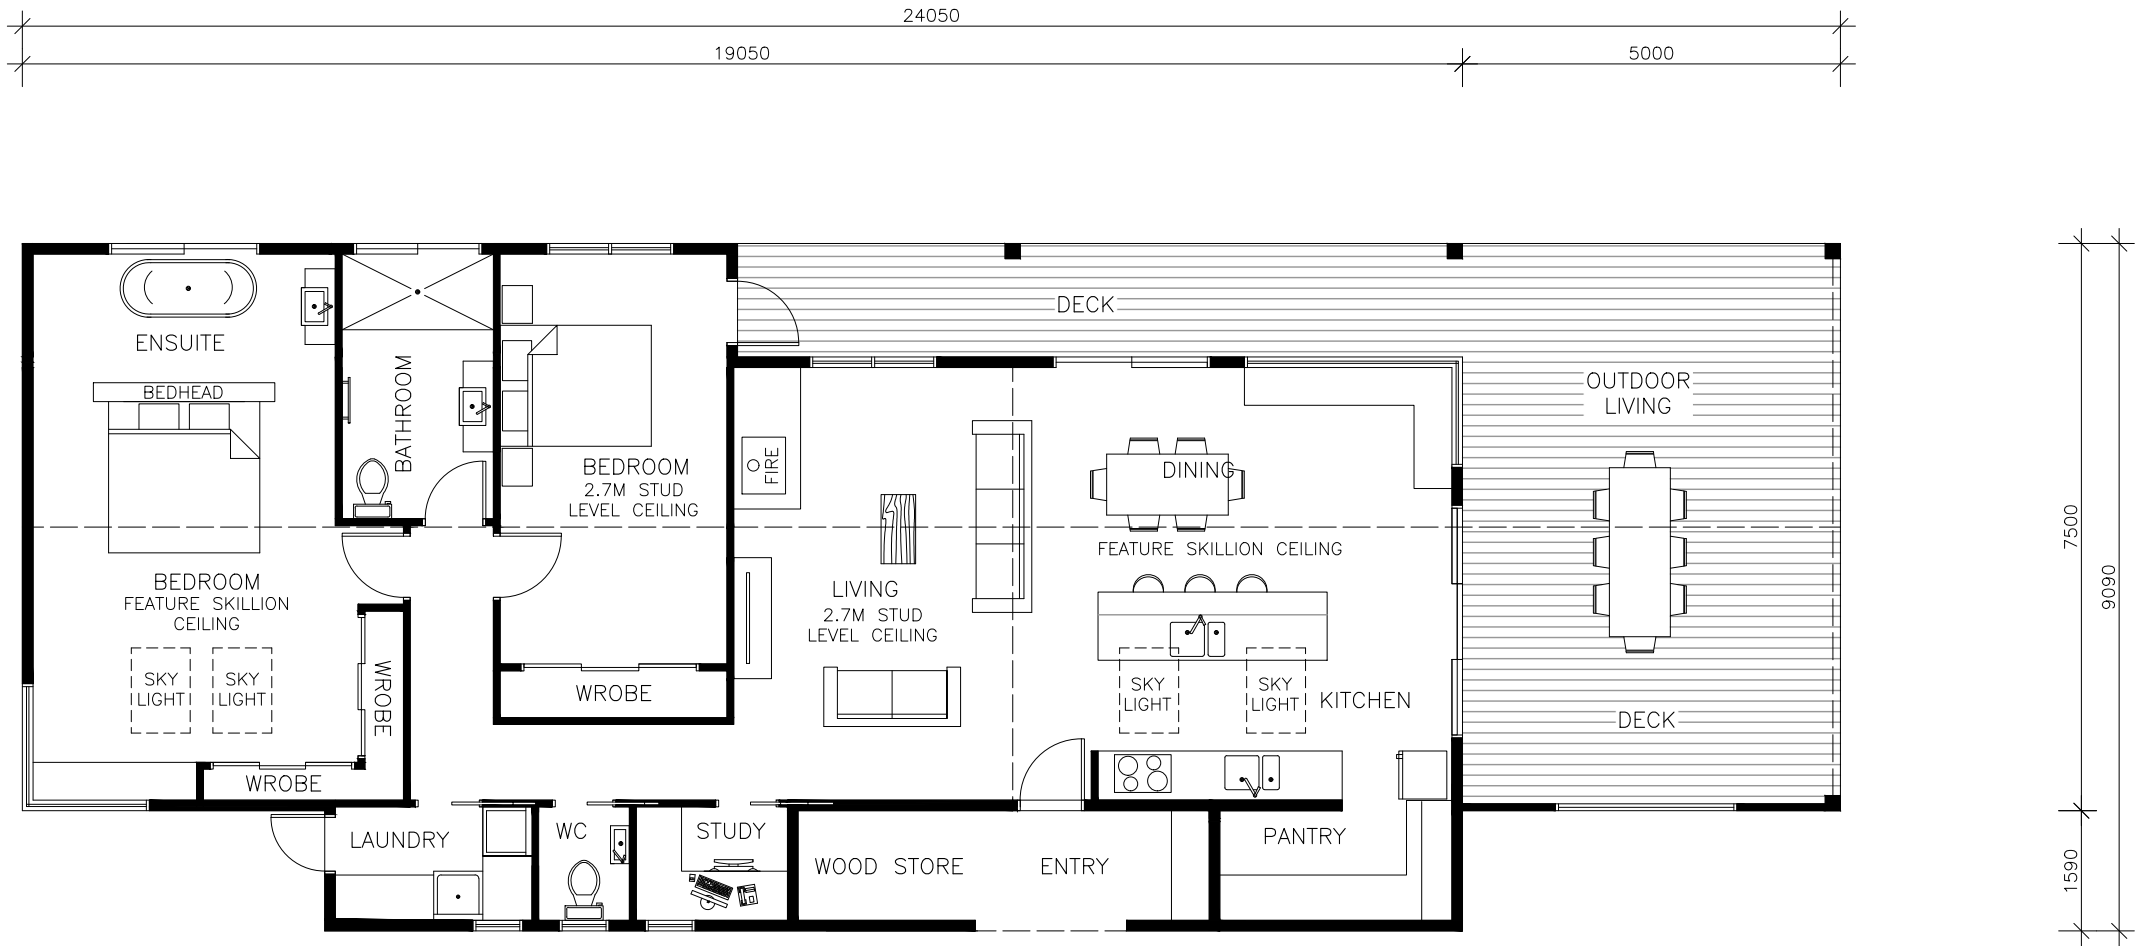 24050
19050
5000
DECK
ENSUITE
BEDHEAD
BATHROOM
OUTDOOR
LIVING
FIRE
BEDROOM
2.7M STUD
LEVEL CEILING
DINING
7500
9090
FEATURE SKILLION CEILING
BEDROOM
FEATURE SKILLION
CEILING
LIVING
2.7M STUD
LEVEL CEILING
SKY
LIGHT
SKY
LIGHT
WROBE
WROBE
SKY
LIGHT
SKY
LIGHT
KITCHEN
DECK
WROBE
LAUNDRY
WC
STUDY
WOOD STORE
ENTRY
PANTRY
1590